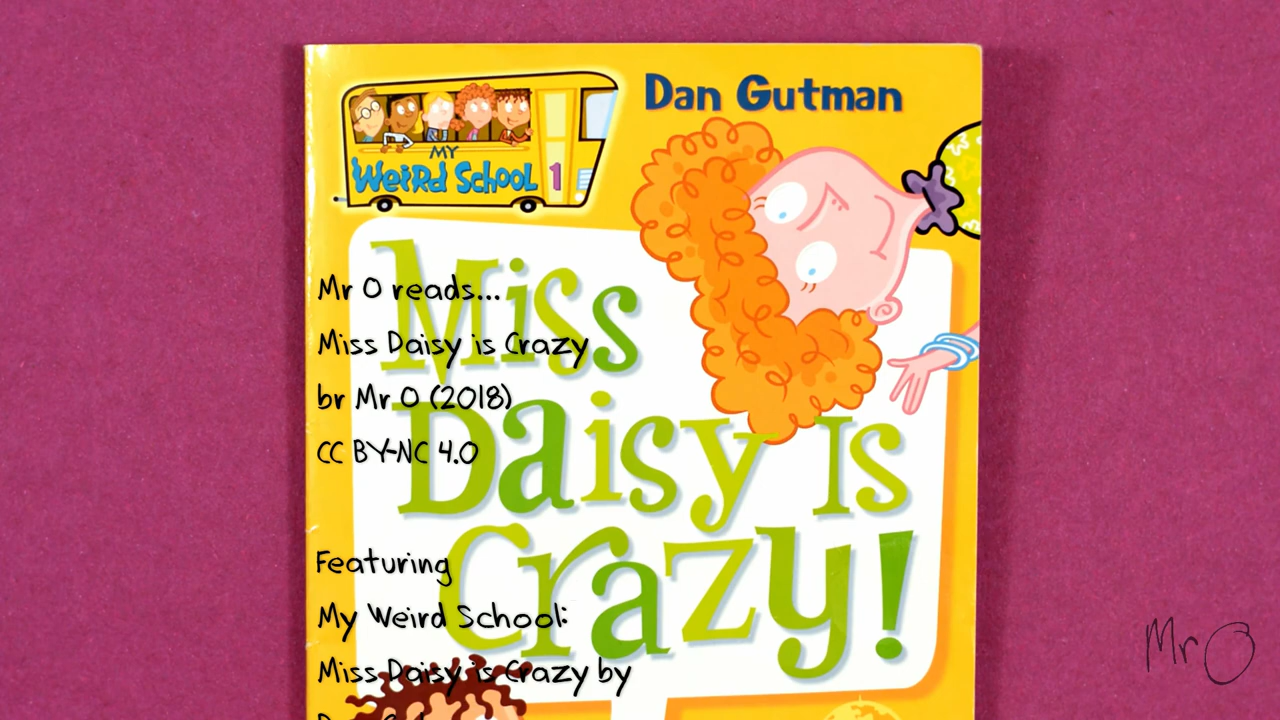 Dan Gutman
MY
Weird School 1
Miss
Daisy Is
Crazy!
Mr O reads...
Miss Daisy is Crazy
br Mr O (2018)
CC BY-NC 4.0
Featuring
My Weird School:
Miss Daisy is Crazy by
Mr O